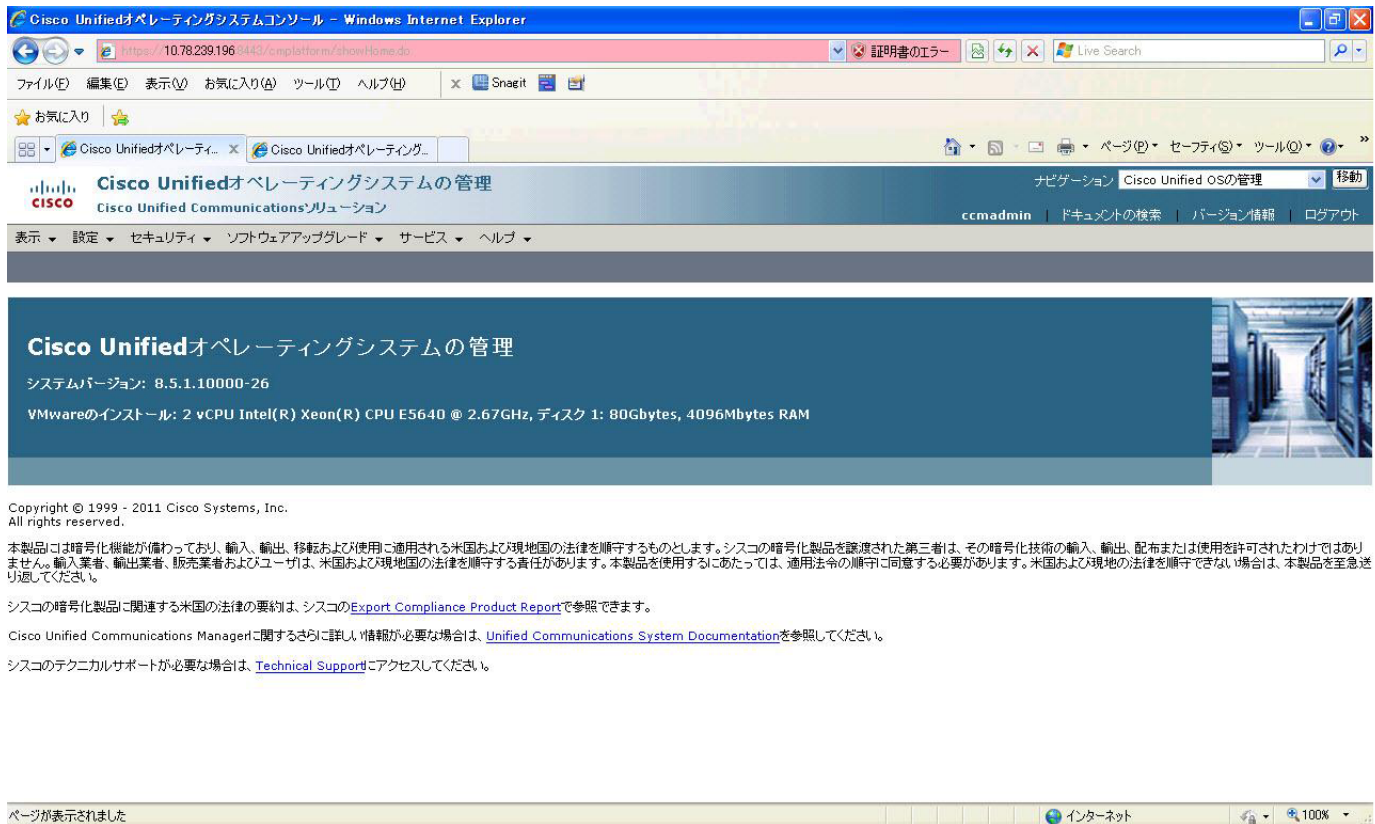 Cisco Unifiedオペレーティングシステムコンソール - Windows Internet Explorer
https://10.78.239.196:8443/cmplatform/showHome.do
証明書のエラー
Live Search
ファイル(F) 編集(E) 表示(V) お気に入り(A) ツール(T) ヘルプ(H)
x Snagit
お気に入り
Cisco Unifiedオペレーティ... x
Cisco Unifiedオペレーティング...
ページ(P) セーフティ(S) ツール(O)
Cisco Unifiedオペレーティングシステムの管理
ナビゲーション Cisco Unified OSの管理 移動
CISCO
Cisco Unified Communicationsソリューション
ccmadmin | ドキュメントの検索 | バージョン情報 | ログアウト
表示 設定 セキュリティ ソフトウェアアップグレード サービス ヘルプ
Cisco Unifiedオペレーティングシステムの管理
システムバージョン: 8.5.1.10000-26
VMwareのインストール: 2 vCPU Intel(R) Xeon(R) CPU E5640 @ 2.67GHz, ディスク 1: 80Gbytes, 4096Mbytes RAM
Copyright © 1999 - 2011 Cisco Systems, Inc.
All rights reserved.
本製品には暗号化機能が備わっており、輸入、輸出、移転および使用に適用される米国および現地国の法律を順守するものとします。シスコの暗号化製品を譲渡された第三者は、その暗号化技術の輸入、輸出、配布または使用を許可されたわけではあり
ません。輸入業者、輸出業者、販売業者およびユーザは、米国および現地国の法律を順守する責任があります。本製品を使用するにあたっては、適用法令の順守に同意する必要があります。米国および現地の法律を順守できない場合は、本製品を至急送
り返してください。
シスコの暗号化製品に関連する米国の法律の要約は、シスコのExport Compliance Product Reportで参照できます。
Cisco Unified Communications Managerに関するさらに詳しい情報が必要な場合は、Unified Communications System Documentationを参照してください。
シスコのテクニカルサポートが必要な場合は、Technical Supportにアクセスしてください。
ページが表示されました
インターネット
100%